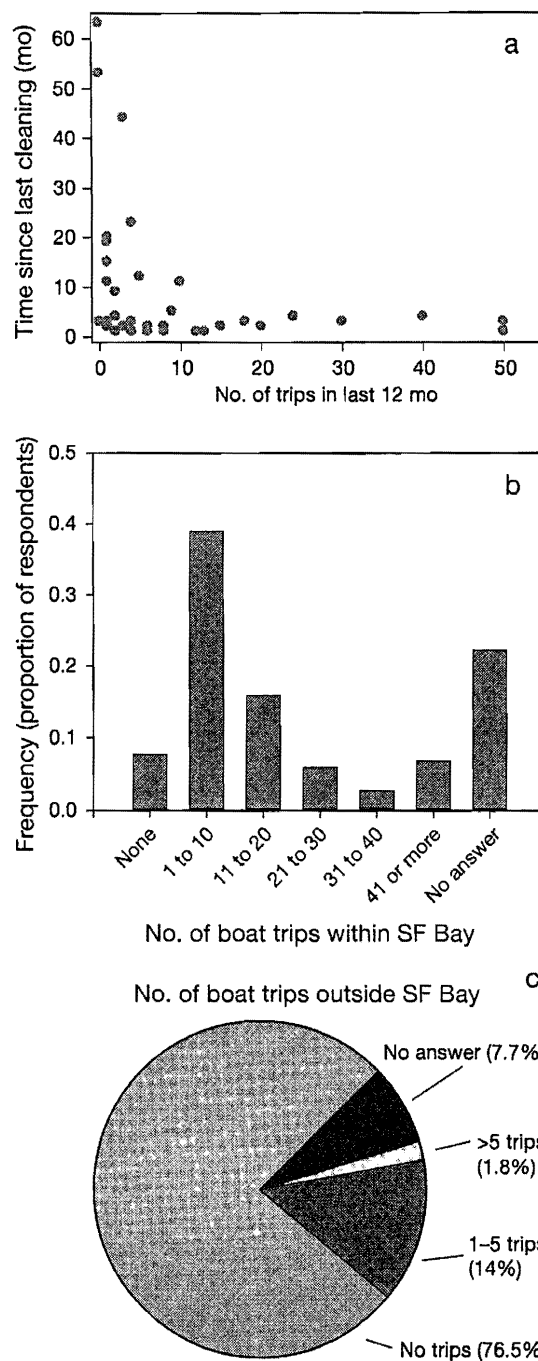 a
Time since last cleaning (mo)
60
50
40
30
20
10
0
0 10 20 30 40 50
No. of trips in last 12 mo
b
Frequency (proportion of respondents)
0.5
0.4
0.3
0.2
0.1
0.0
None
1 to 10
11 to 20
21 to 30
31 to 40
41 or more
No answer
No. of boat trips within SF Bay
c
No. of boat trips outside SF Bay
No answer (7.7%
>5 trips
(1.8%)
1–5 trips
(14%)
No trips (76.5%